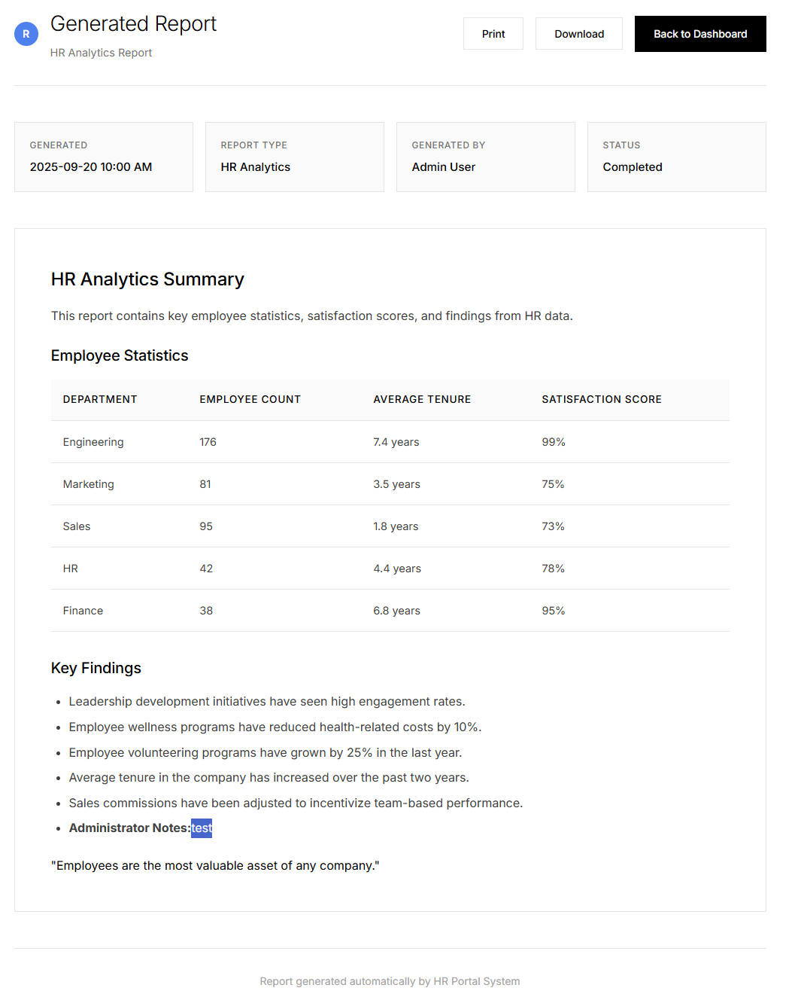 R
Generated Report
HR Analytics Report
Print
Download
Back to Dashboard
GENERATED
2025-09-20 10:00 AM
REPORT TYPE
HR Analytics
GENERATED BY
Admin User
STATUS
Completed
HR Analytics Summary
This report contains key employee statistics, satisfaction scores, and findings from HR data.
Employee Statistics
DEPARTMENT EMPLOYEE COUNT AVERAGE TENURE SATISFACTION SCORE
Engineering 176 7.4 years 99%
Marketing 81 3.5 years 75%
Sales 95 1.8 years 73%
HR 42 4.4 years 78%
Finance 38 6.8 years 95%
Key Findings
• Leadership development initiatives have seen high engagement rates.
• Employee wellness programs have reduced health-related costs by 10%.
• Employee volunteering programs have grown by 25% in the last year.
• Average tenure in the company has increased over the past two years.
• Sales commissions have been adjusted to incentivize team-based performance.
• Administrator Notes:test
"Employees are the most valuable asset of any company."
Report generated automatically by HR Portal System